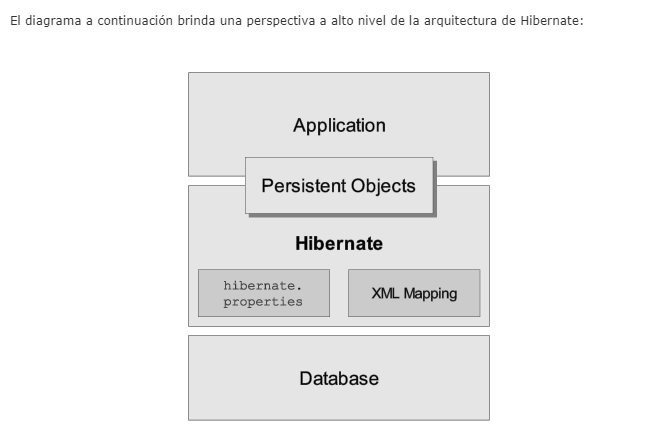 El diagrama a continuación brinda una perspectiva a alto nivel de la arquitectura de Hibernate:
Application
Persistent Objects
Hibernate
hibernate.
properties
XML Mapping
Database